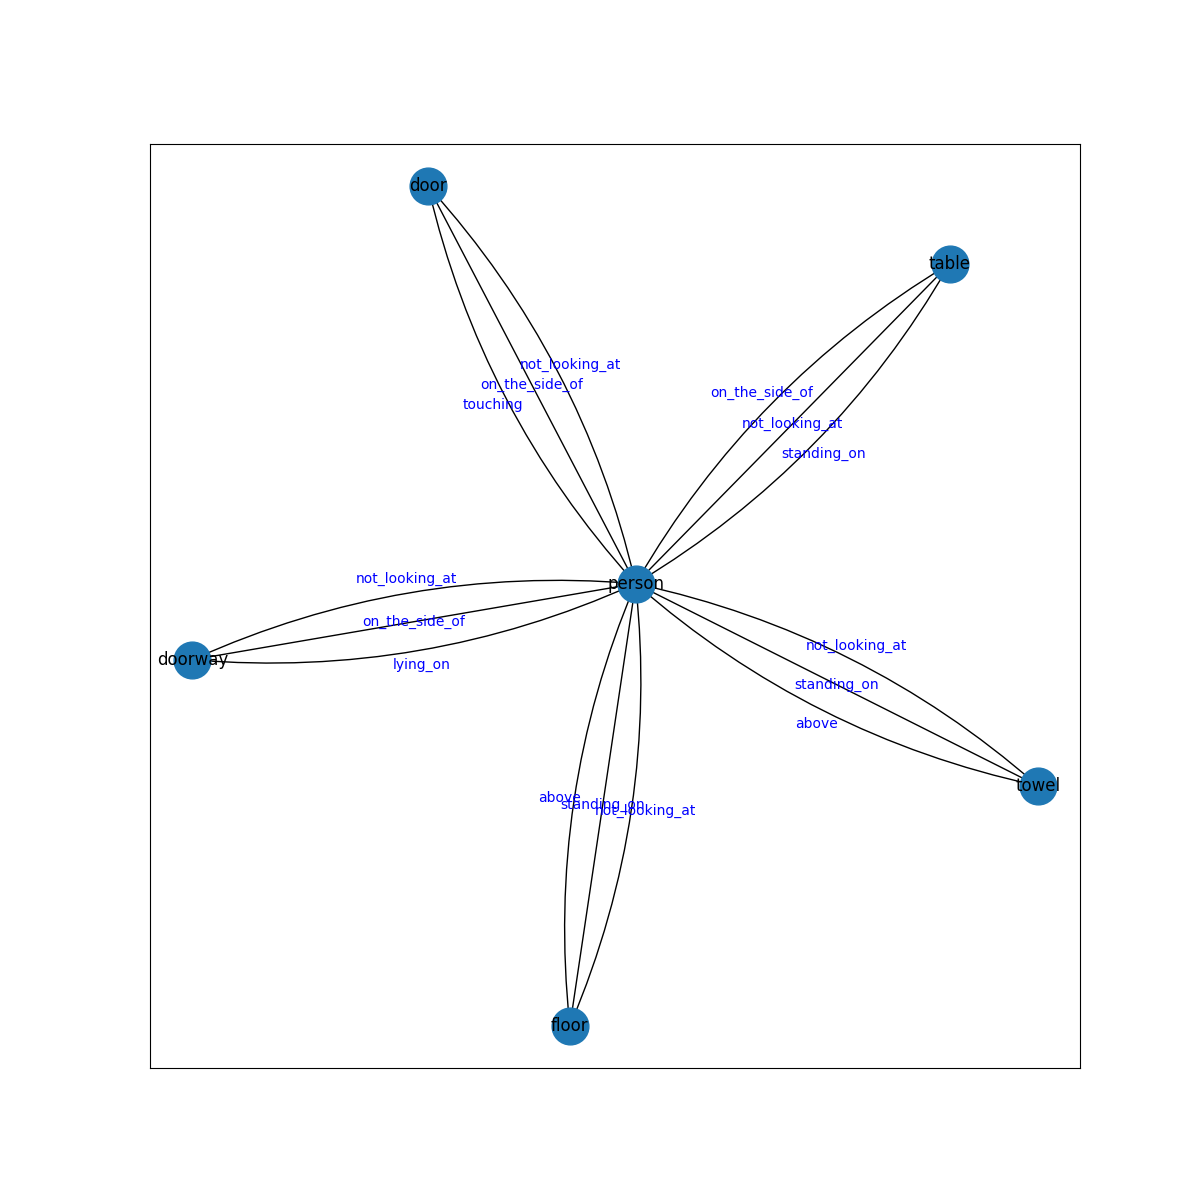 door
table
not_looking_at
on_the_side_of
touching
on_the_side_of
not_looking_at
standing_on
not_looking_at
person
on_the_side_of
doorway
lying_on
not_looking_at
standing_on
above
towel
above
standing_on
not_looking_at
floor